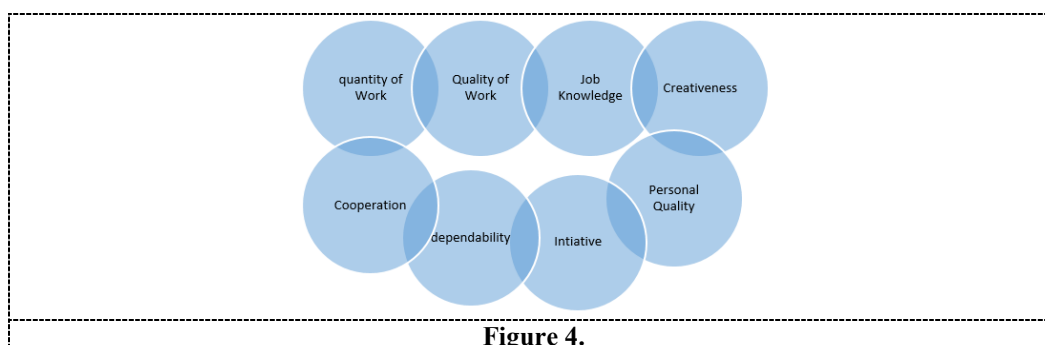 quantity of
Work
Quality of
Work
Job
Knowledge
Creativeness
Cooperation
dependability
Intiative
Personal
Quality
Figure 4.